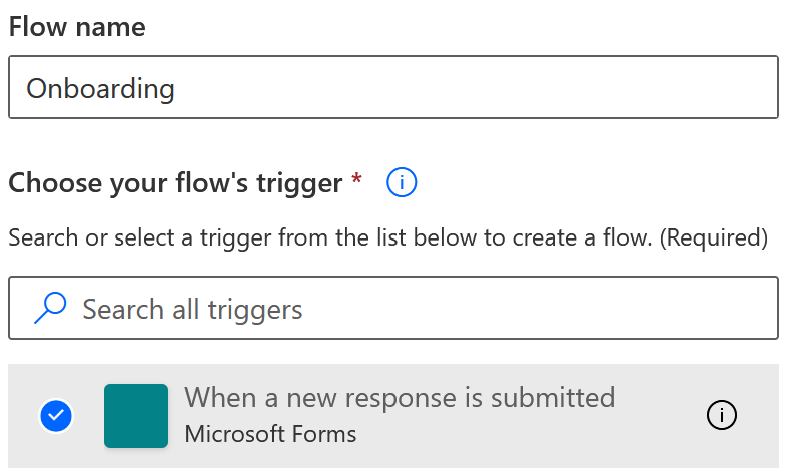 Flow name
Onboarding
Choose your flow's trigger *
Search or select a trigger from the list below to create a flow. (Required)
Search all triggers
When a new response is submitted
Microsoft Forms